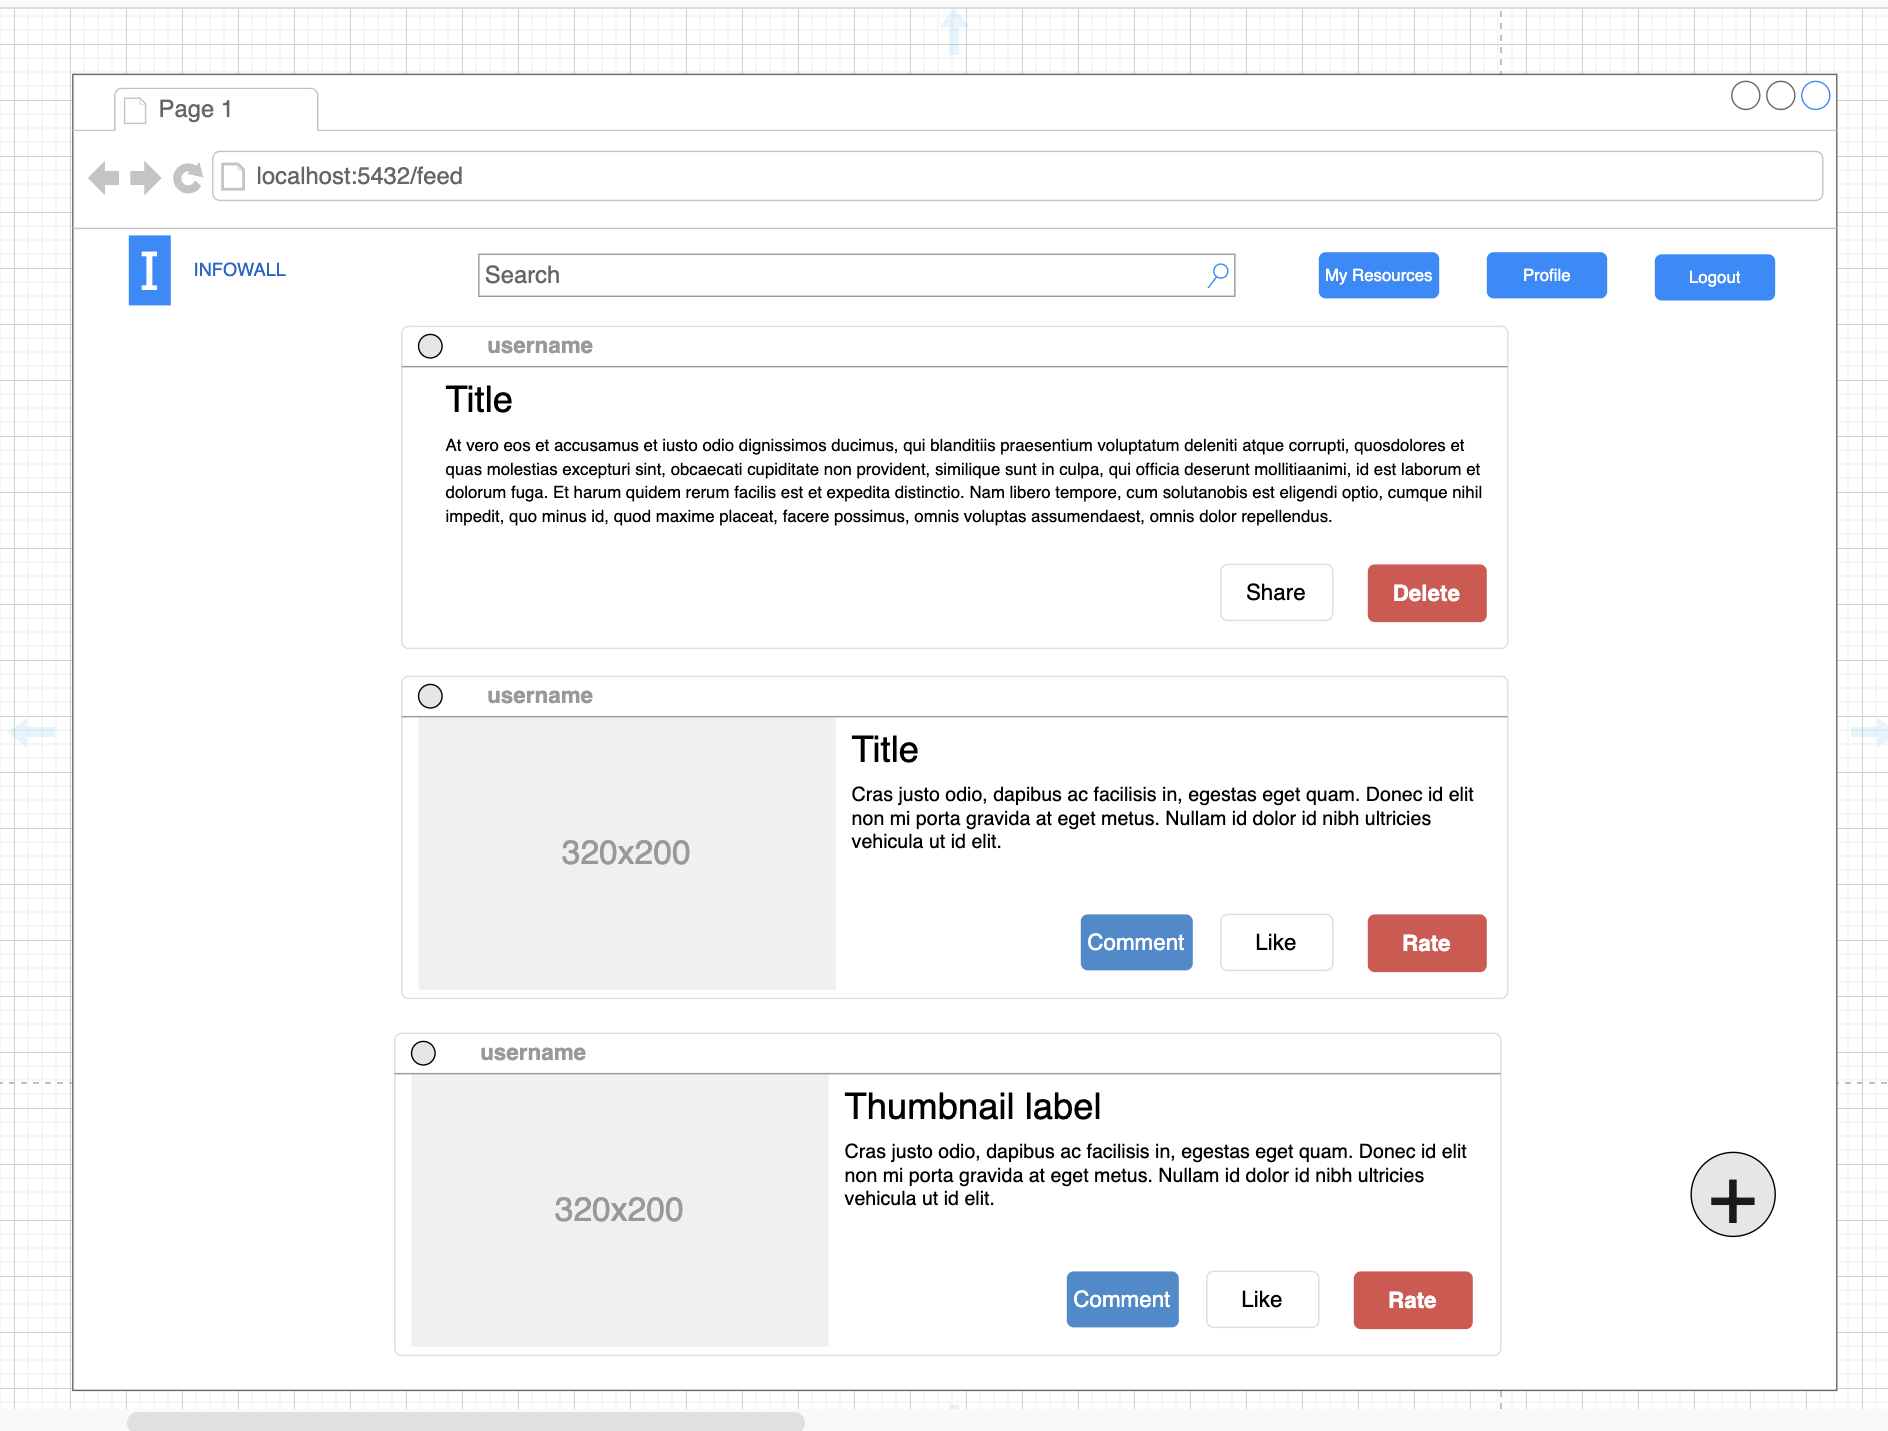 Page 1
localhost:5432/feed
I
INFOWALL
Search
My Resources
Profile
Logout
username
Title
At vero eos et accusamus et iusto odio dignissimos ducimus, qui blanditiis praesentium voluptatum deleniti atque corrupti, quosdolores et
quas molestias excepturi sint, obcaecati cupiditate non provident, similique sunt in culpa, qui officia deserunt mollitiaanimi, id est laborum et
dolorum fuga. Et harum quidem rerum facilis est et expedita distinctio. Nam libero tempore, cum solutanobis est eligendi optio, cumque nihil
impedit, quo minus id, quod maxime placeat, facere possimus, omnis voluptas assumendaest, omnis dolor repellendus.
Share
Delete
username
320x200
Title
Cras justo odio, dapibus ac facilisis in, egestas eget quam. Donec id elit
non mi porta gravida at eget metus. Nullam id dolor id nibh ultricies
vehicula ut id elit.
Comment
Like
Rate
username
320x200
Thumbnail label
Cras justo odio, dapibus ac facilisis in, egestas eget quam. Donec id elit
non mi porta gravida at eget metus. Nullam id dolor id nibh ultricies
vehicula ut id elit.
Comment
Like
Rate
+